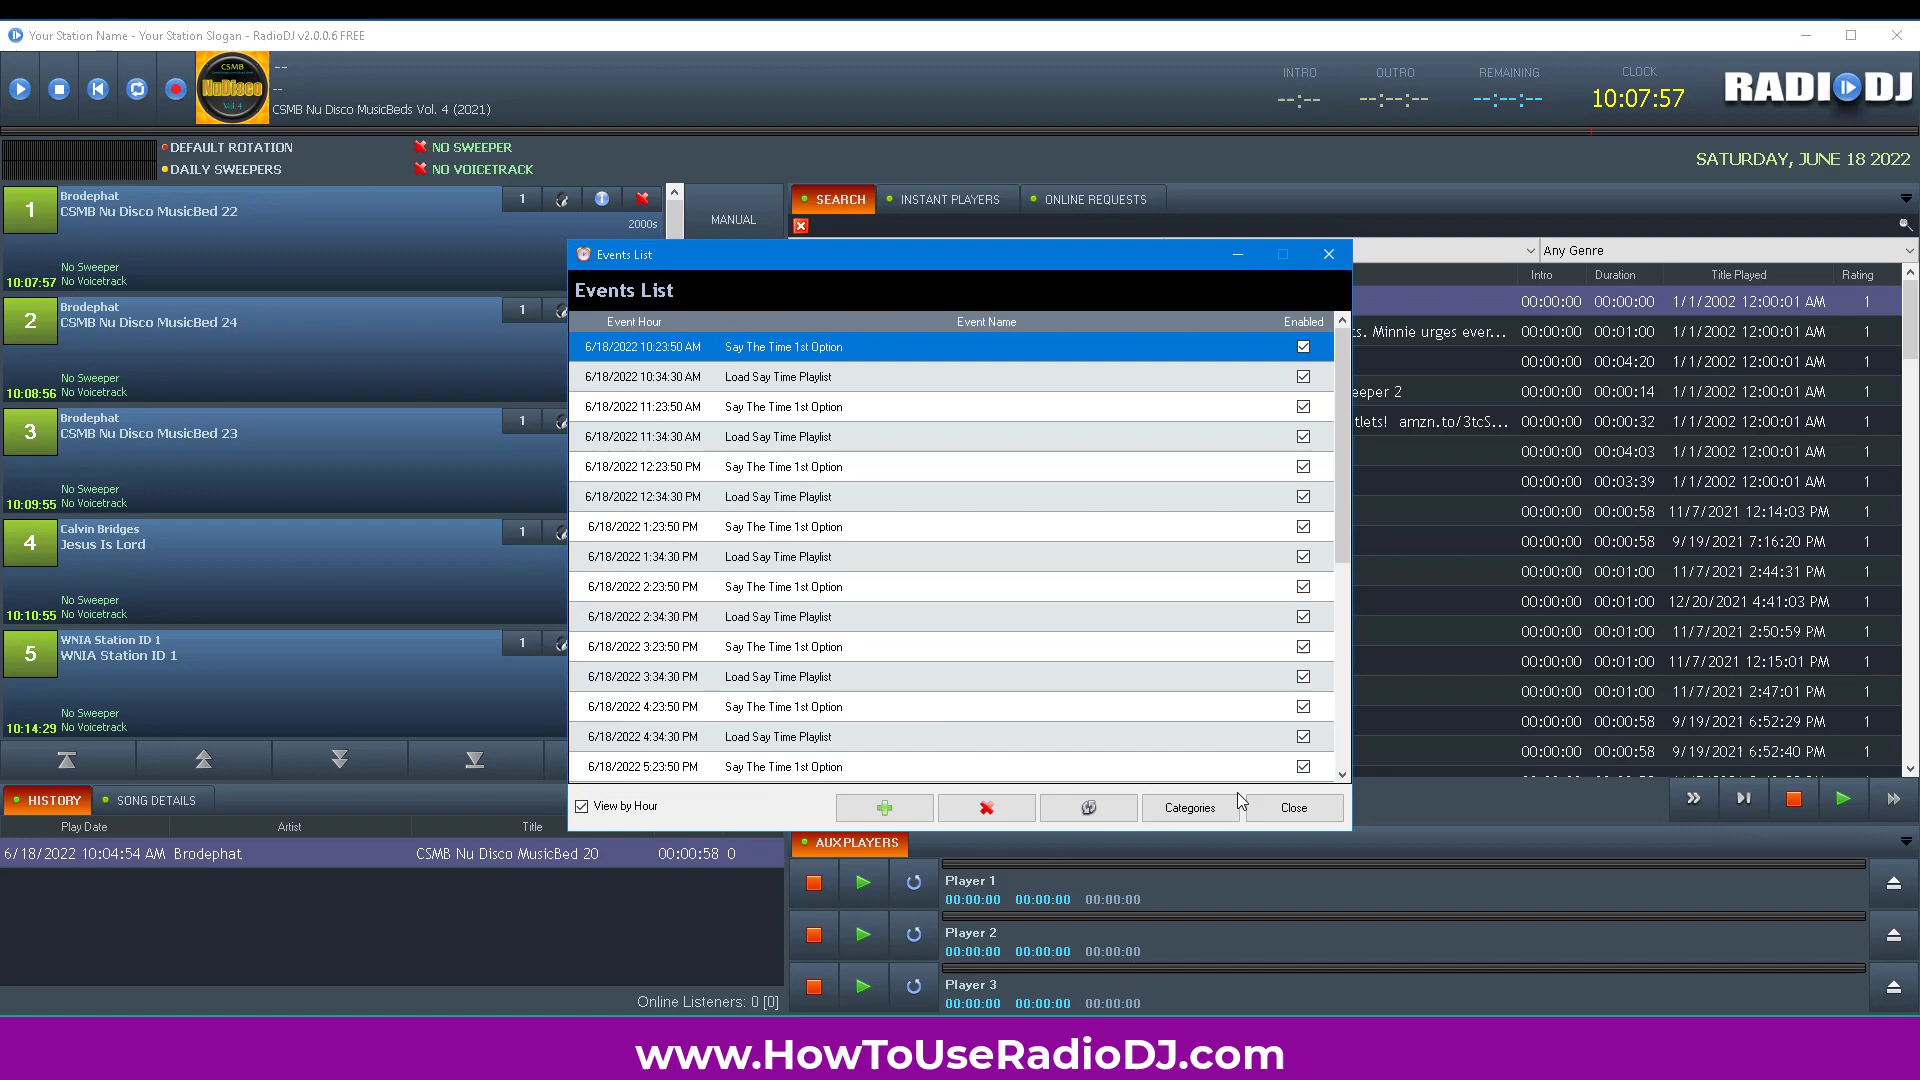 Your Station Name - Your Station Slogan - RadioDJ v2.0.0.6 FREE
CSMB
NuDisco
Vol. 4
--
--
CSMB Nu Disco MusicBeds Vol. 4 (2021)
INTRO OUTRO REMAINING CLOCK
--:-- --:--:-- --:--:-- 10:07:57
RADIODJ
DEFAULT ROTATION NO SWEEPER
DAILY SWEEPERS NO VOICETRACK
SATURDAY, JUNE 18 2022
1 Brodephat
CSMB Nu Disco MusicBed 22
1
2000s
No Sweeper
10:07:57 No Voicetrack
2 Brodephat
CSMB Nu Disco MusicBed 24
1
No Sweeper
10:08:56 No Voicetrack
3 Brodephat
CSMB Nu Disco MusicBed 23
1
No Sweeper
10:09:55 No Voicetrack
4 Calvin Bridges
Jesus Is Lord
1
No Sweeper
10:10:55 No Voicetrack
5 WNIA Station ID 1
WNIA Station ID 1
1
No Sweeper
10:14:29 No Voicetrack
MANUAL
SEARCH INSTANT PLAYERS ONLINE REQUESTS
Any Genre
Intro Duration Title Played Rating
00:00:00 00:00:00 1/1/2002 12:00:01 AM 1
ts. Minnie urges ever... 00:00:00 00:01:00 1/1/2002 12:00:01 AM 1
00:00:00 00:04:20 1/1/2002 12:00:01 AM 1
eeper 2 00:00:00 00:00:14 1/1/2002 12:00:01 AM 1
tlets! amzn.to/3tcS... 00:00:00 00:00:32 1/1/2002 12:00:01 AM 1
00:00:00 00:04:03 1/1/2002 12:00:01 AM 1
00:00:00 00:03:39 1/1/2002 12:00:01 AM 1
00:00:00 00:00:58 11/7/2021 12:14:03 PM 1
00:00:00 00:00:58 9/19/2021 7:16:20 PM 1
00:00:00 00:01:00 11/7/2021 2:44:31 PM 1
00:00:00 00:01:00 12/20/2021 4:41:03 PM 1
00:00:00 00:01:00 11/7/2021 2:50:59 PM 1
00:00:00 00:01:00 11/7/2021 12:15:01 PM 1
00:00:00 00:01:00 11/7/2021 2:47:01 PM 1
00:00:00 00:00:58 9/19/2021 6:52:29 PM 1
00:00:00 00:00:58 9/19/2021 6:52:40 PM 1
Events List
Events List
Event Hour Event Name Enabled
6/18/2022 10:23:50 AM Say The Time 1st Option
6/18/2022 10:34:30 AM Load Say Time Playlist
6/18/2022 11:23:50 AM Say The Time 1st Option
6/18/2022 11:34:30 AM Load Say Time Playlist
6/18/2022 12:23:50 PM Say The Time 1st Option
6/18/2022 12:34:30 PM Load Say Time Playlist
6/18/2022 1:23:50 PM Say The Time 1st Option
6/18/2022 1:34:30 PM Load Say Time Playlist
6/18/2022 2:23:50 PM Say The Time 1st Option
6/18/2022 2:34:30 PM Load Say Time Playlist
6/18/2022 3:23:50 PM Say The Time 1st Option
6/18/2022 3:34:30 PM Load Say Time Playlist
6/18/2022 4:23:50 PM Say The Time 1st Option
6/18/2022 4:34:30 PM Load Say Time Playlist
6/18/2022 5:23:50 PM Say The Time 1st Option
View by Hour Categories Close
HISTORY SONG DETAILS
Play Date Artist Title
6/18/2022 10:04:54 AM Brodephat CSMB Nu Disco MusicBed 20 00:00:58 0
Online Listeners: 0 [0]
AUX PLAYERS
Player 1
00:00:00 00:00:00 00:00:00
Player 2
00:00:00 00:00:00 00:00:00
Player 3
00:00:00 00:00:00 00:00:00
www.HowToUseRadioDJ.com